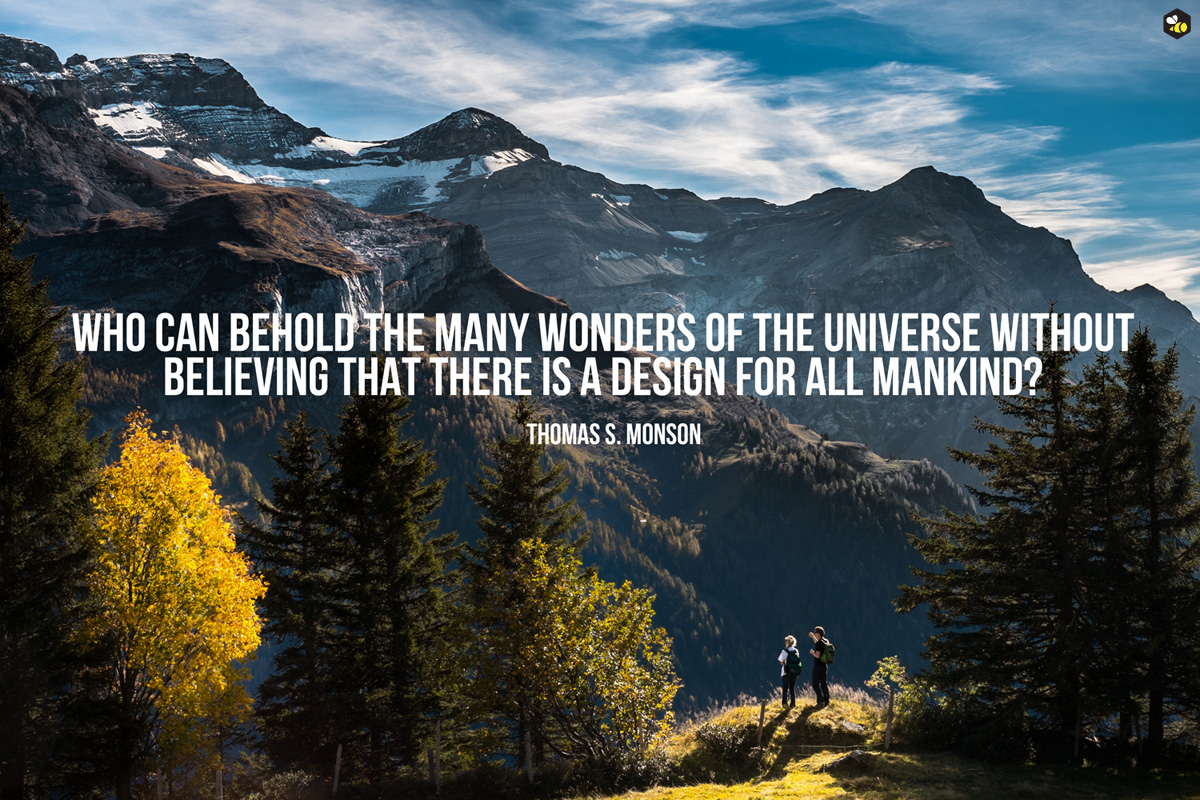 WHO CAN BEHOLD THE MANY WONDERS OF THE UNIVERSE WITHOUT
BELIEVING THAT THERE IS A DESIGN FOR ALL MANKIND?
THOMAS S. MONSON